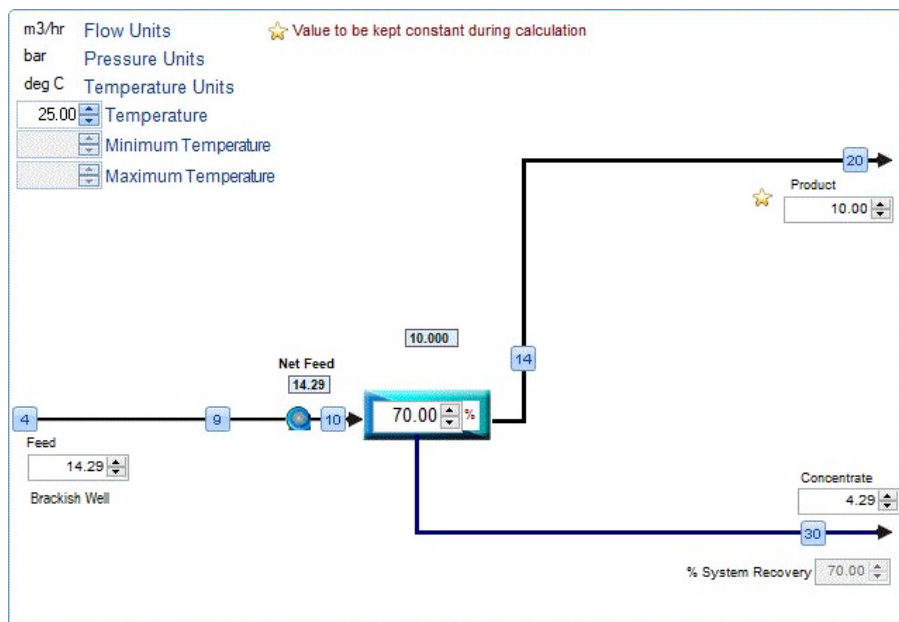 m3/hr Flow Units
Value to be kept constant during calculation
bar Pressure Units
deg C Temperature Units
25.00 Temperature
Minimum Temperature
Maximum Temperature
20
Product
10.00
10.000
14
Net Feed
14.29
4
9
10
70.00 %
Feed
14.29
Brackish Well
Concentrate
4.29
30
% System Recovery 70.00